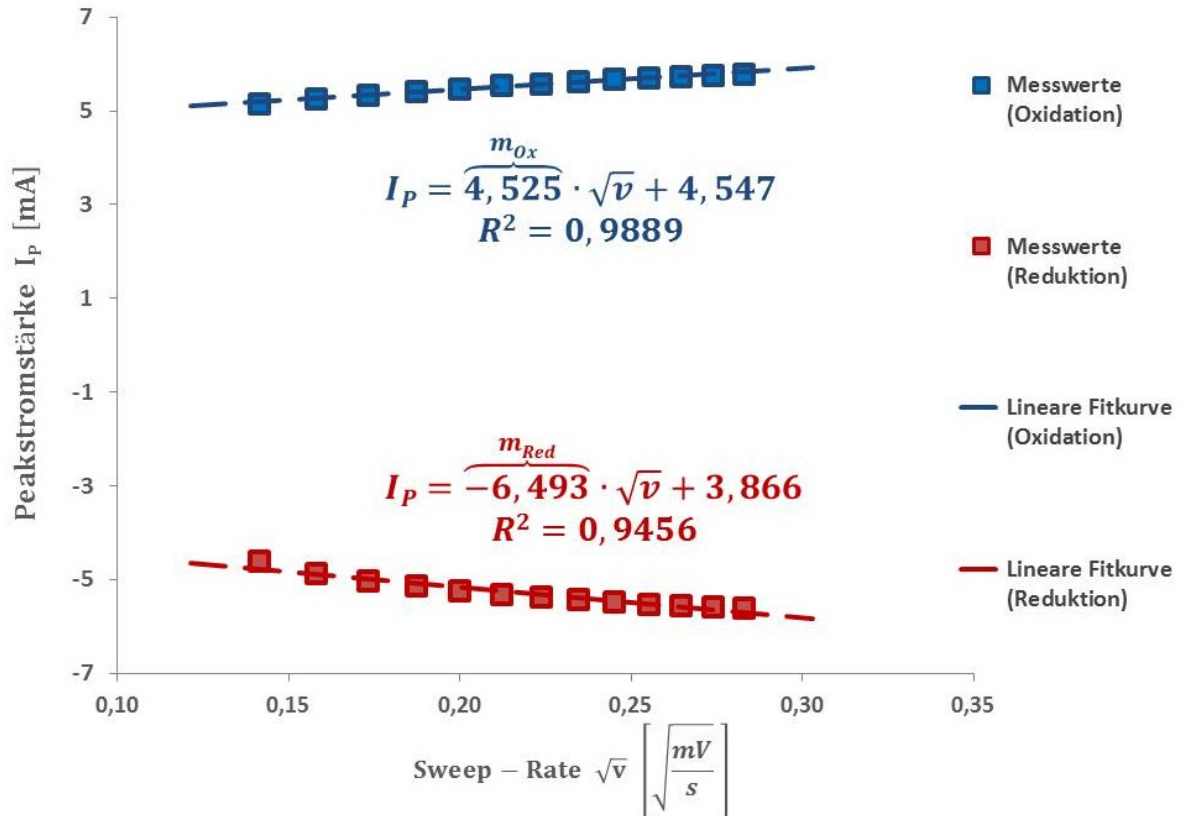 7
5
3
1
-1
-3
-5
-7
Peakstromstärke I_P [mA]
m_Ox
I_P = 4,525 · √v + 4,547
R² = 0,9889
m_Red
I_P = −6,493 · √v + 3,866
R² = 0,9456
0,10 0,15 0,20 0,25 0,30 0,35
Sweep – Rate √v [√(mV/s)]
Messwerte
(Oxidation)
Messwerte
(Reduktion)
Lineare Fitkurve
(Oxidation)
Lineare Fitkurve
(Reduktion)